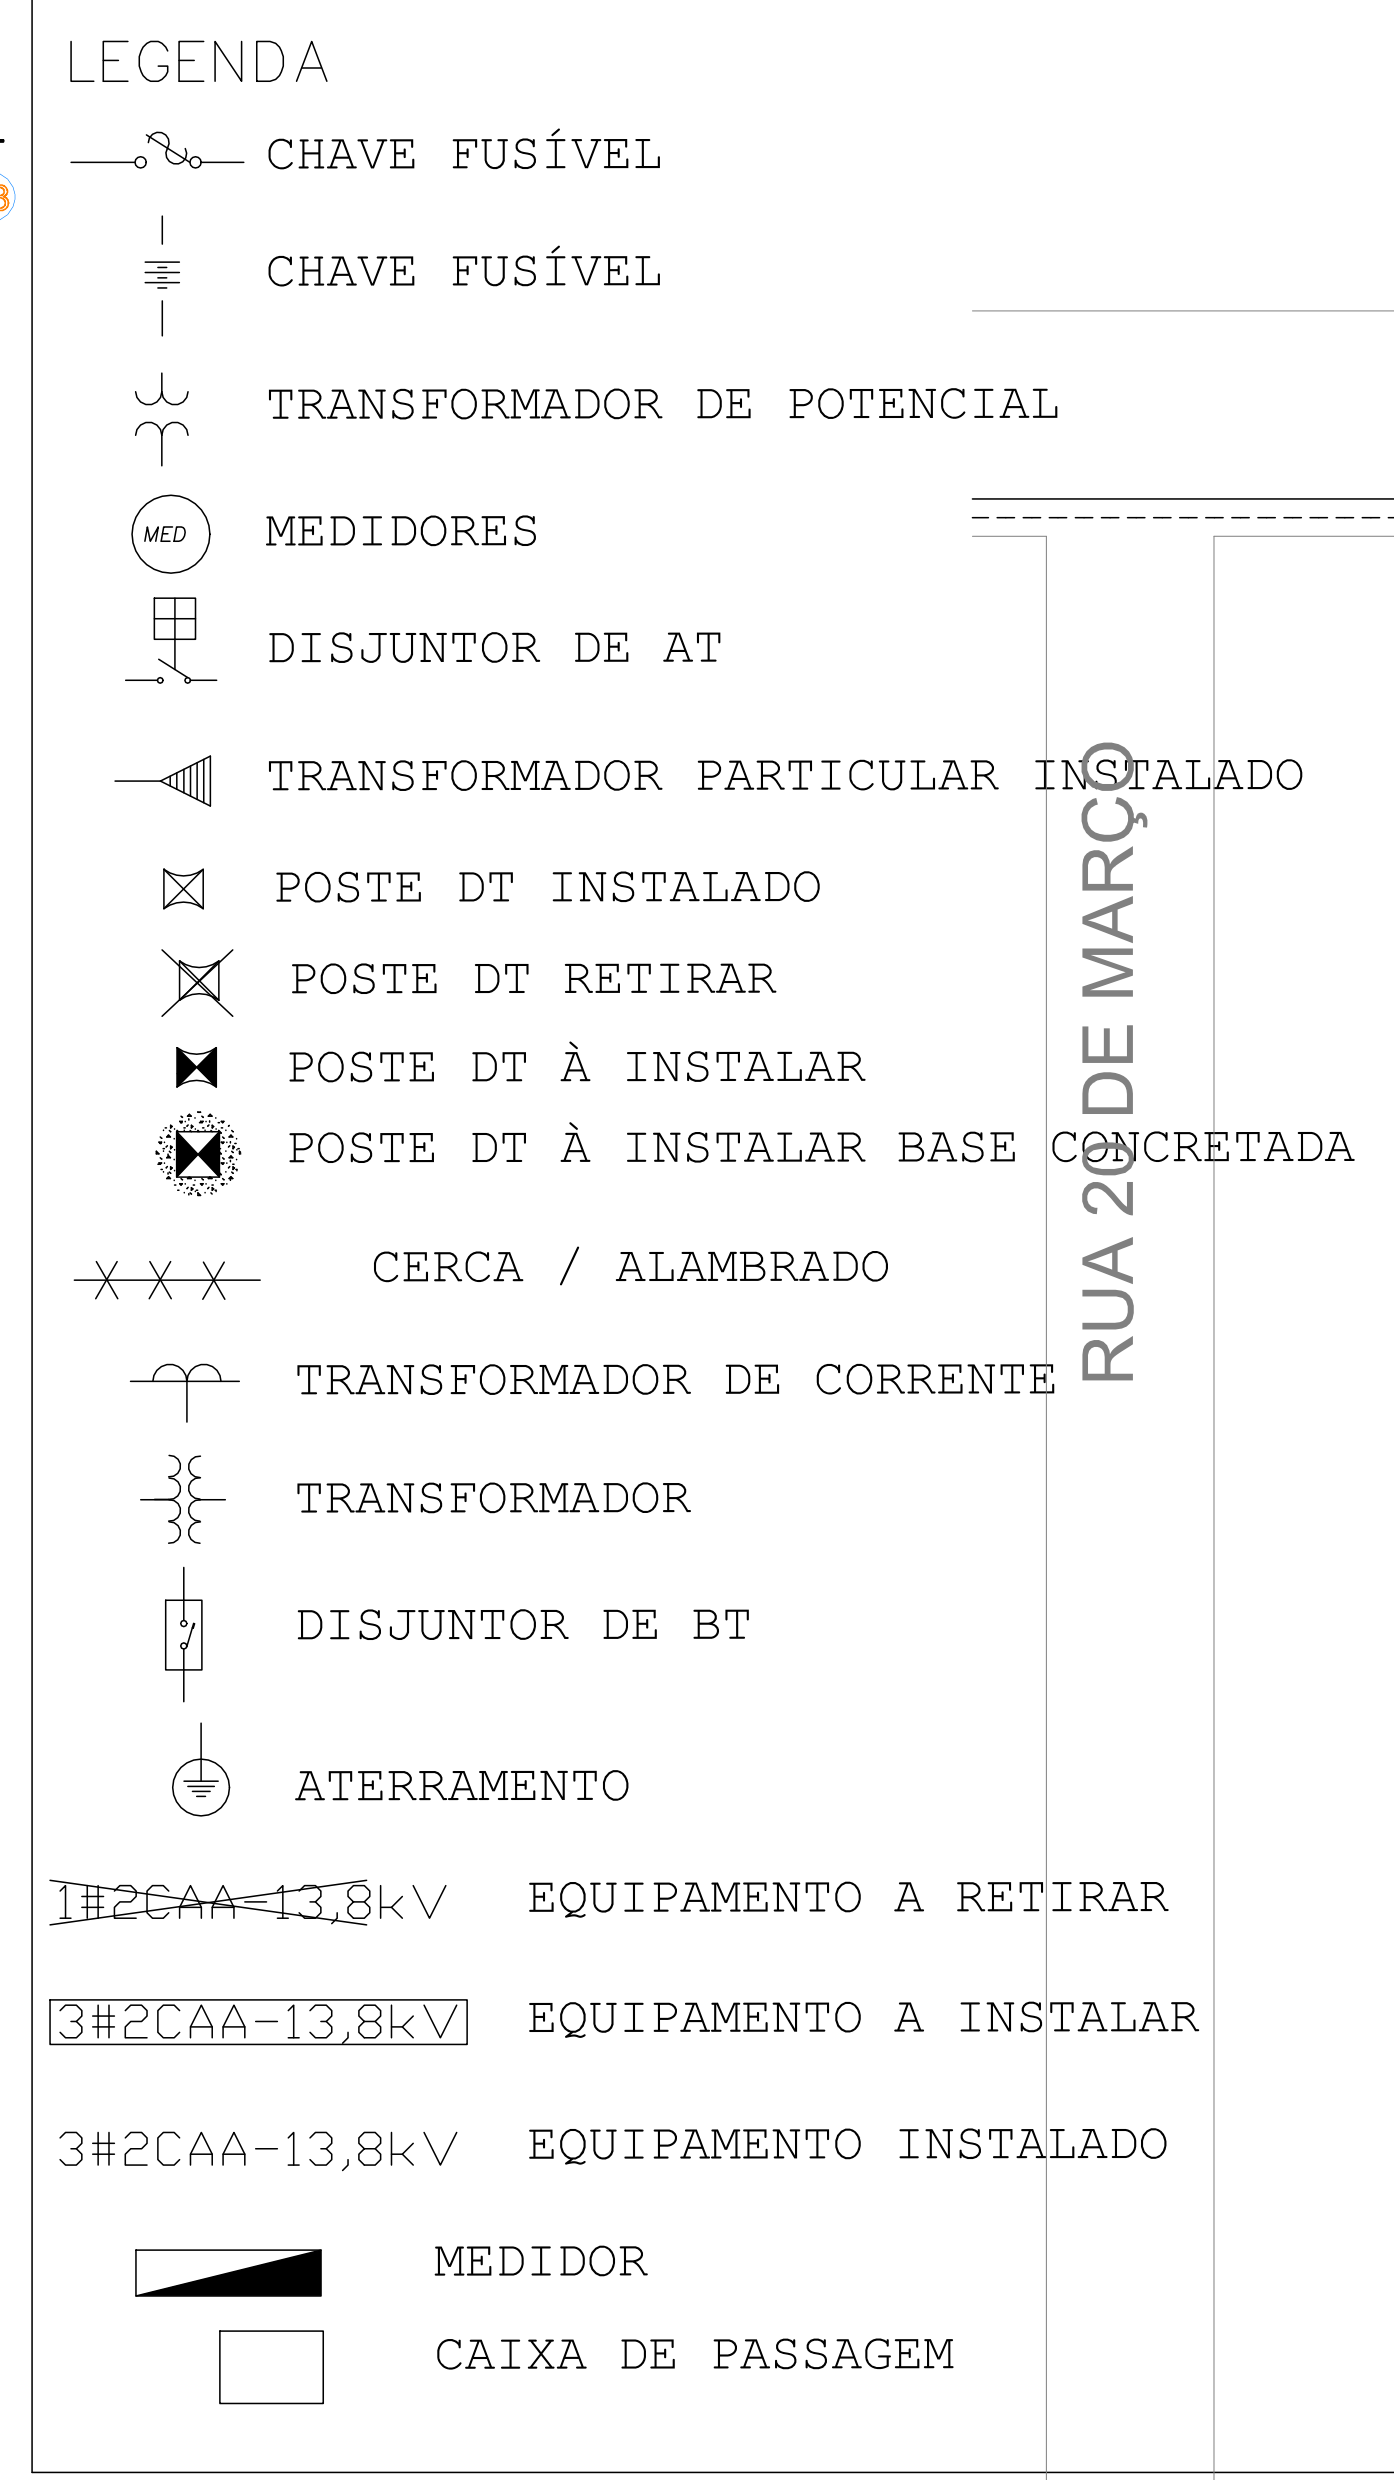 LEGENDA
CHAVE FUSÍVEL
CHAVE FUSÍVEL
TRANSFORMADOR DE POTENCIAL
MED MEDIDORES
DISJUNTOR DE AT
TRANSFORMADOR PARTICULAR INSTALADO
POSTE DT INSTALADO
POSTE DT RETIRAR
POSTE DT À INSTALAR
POSTE DT À INSTALAR BASE CONCRETADA
CERCA / ALAMBRADO
TRANSFORMADOR DE CORRENTE
TRANSFORMADOR
DISJUNTOR DE BT
ATERRAMENTO
1#2CAA-13,8kV EQUIPAMENTO A RETIRAR
3#2CAA-13,8kV EQUIPAMENTO A INSTALAR
3#2CAA-13,8kV EQUIPAMENTO INSTALADO
MEDIDOR
CAIXA DE PASSAGEM
RUA 20 DE MARÇO